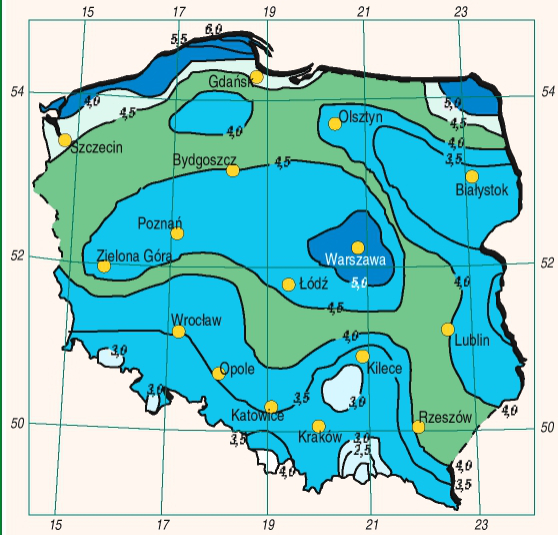 15 17 19 21 23
6,0
5,5
54 54
Gdańsk
5,0
4,0
4,5
4,5
4,0
Olsztyn
Szczecin
4,0
3,5
Bydgoszcz
4,5
Białystok
Poznań
52 52
Zielona Góra
Warszawa
Łódź
5,0
4,0
4,5
Wrocław
4,0
Lublin
3,0
Opole
Kielece
3,0
3,5
3,0
4,0
Katowice
Rzeszów
50 50
Kraków
3,5
3,0
2,5
4,0
4,0
3,5
15 17 19 21 23